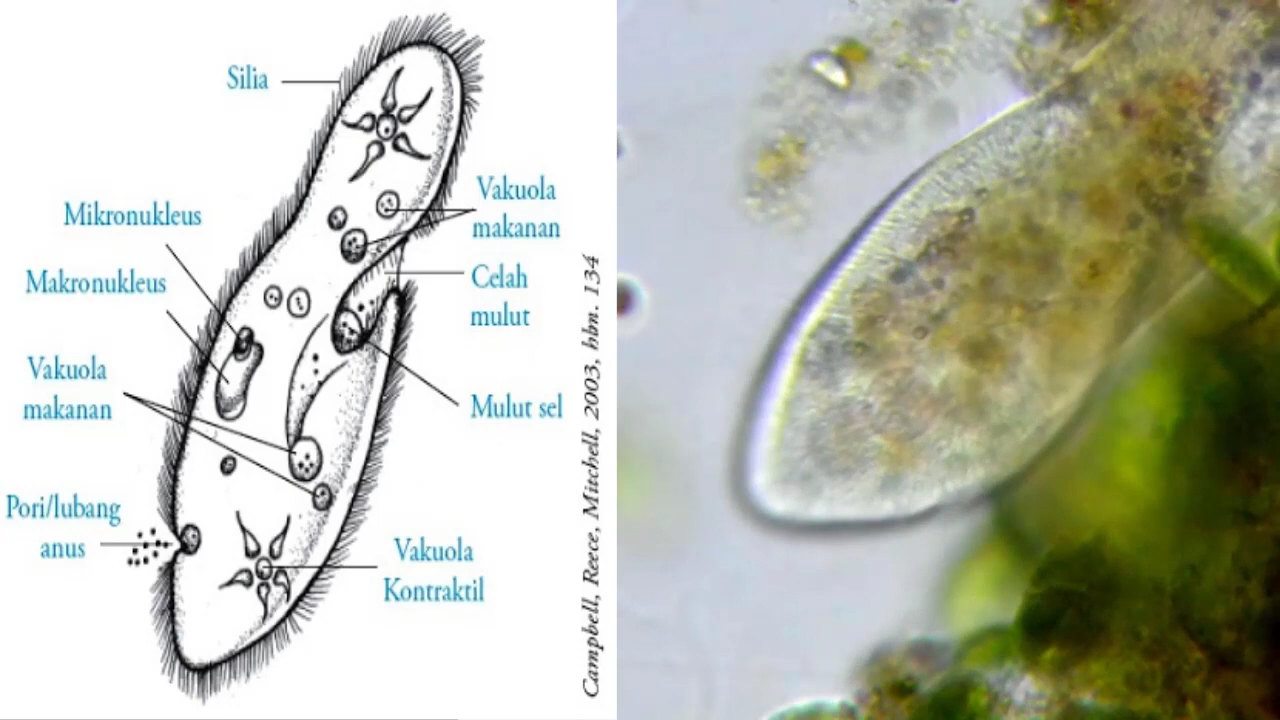 Silia
Mikronukleus
Makronukleus
Vakuola
makanan
Pori/lubang
anus
Vakuola
makanan
Celah
mulut
Mulut sel
Vakuola
Kontraktil
Campbell, Reece, Mitchell, 2003, hlm. 134